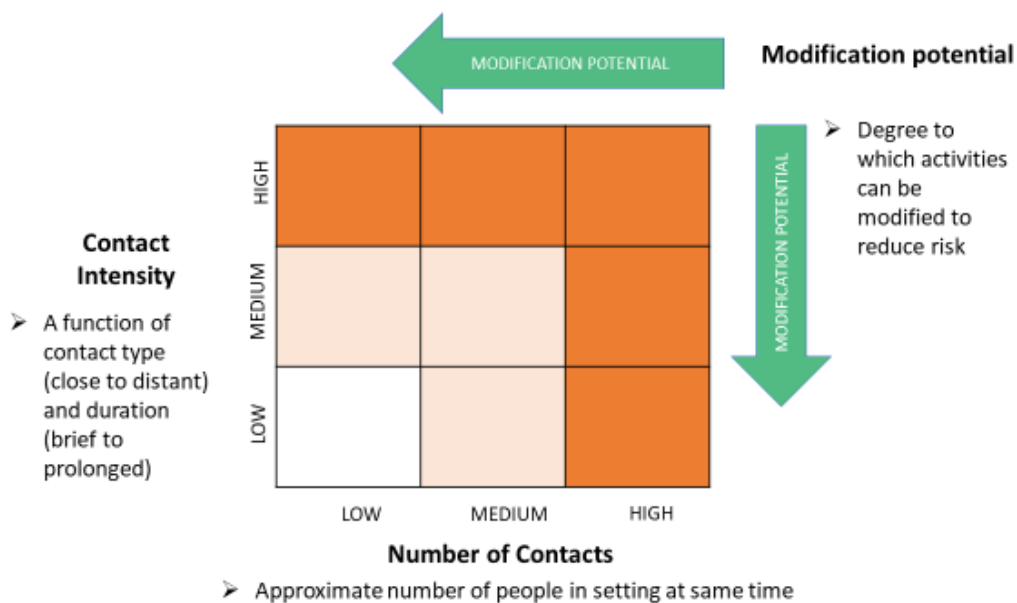 MODIFICATION POTENTIAL
Modification potential
➢ Degree to
which activities
can be
modified to
reduce risk
MODIFICATION POTENTIAL
Contact
Intensity
➢ A function of
contact type
(close to distant)
and duration
(brief to
prolonged)
HIGH
MEDIUM
LOW
LOW MEDIUM HIGH
Number of Contacts
➢ Approximate number of people in setting at same time